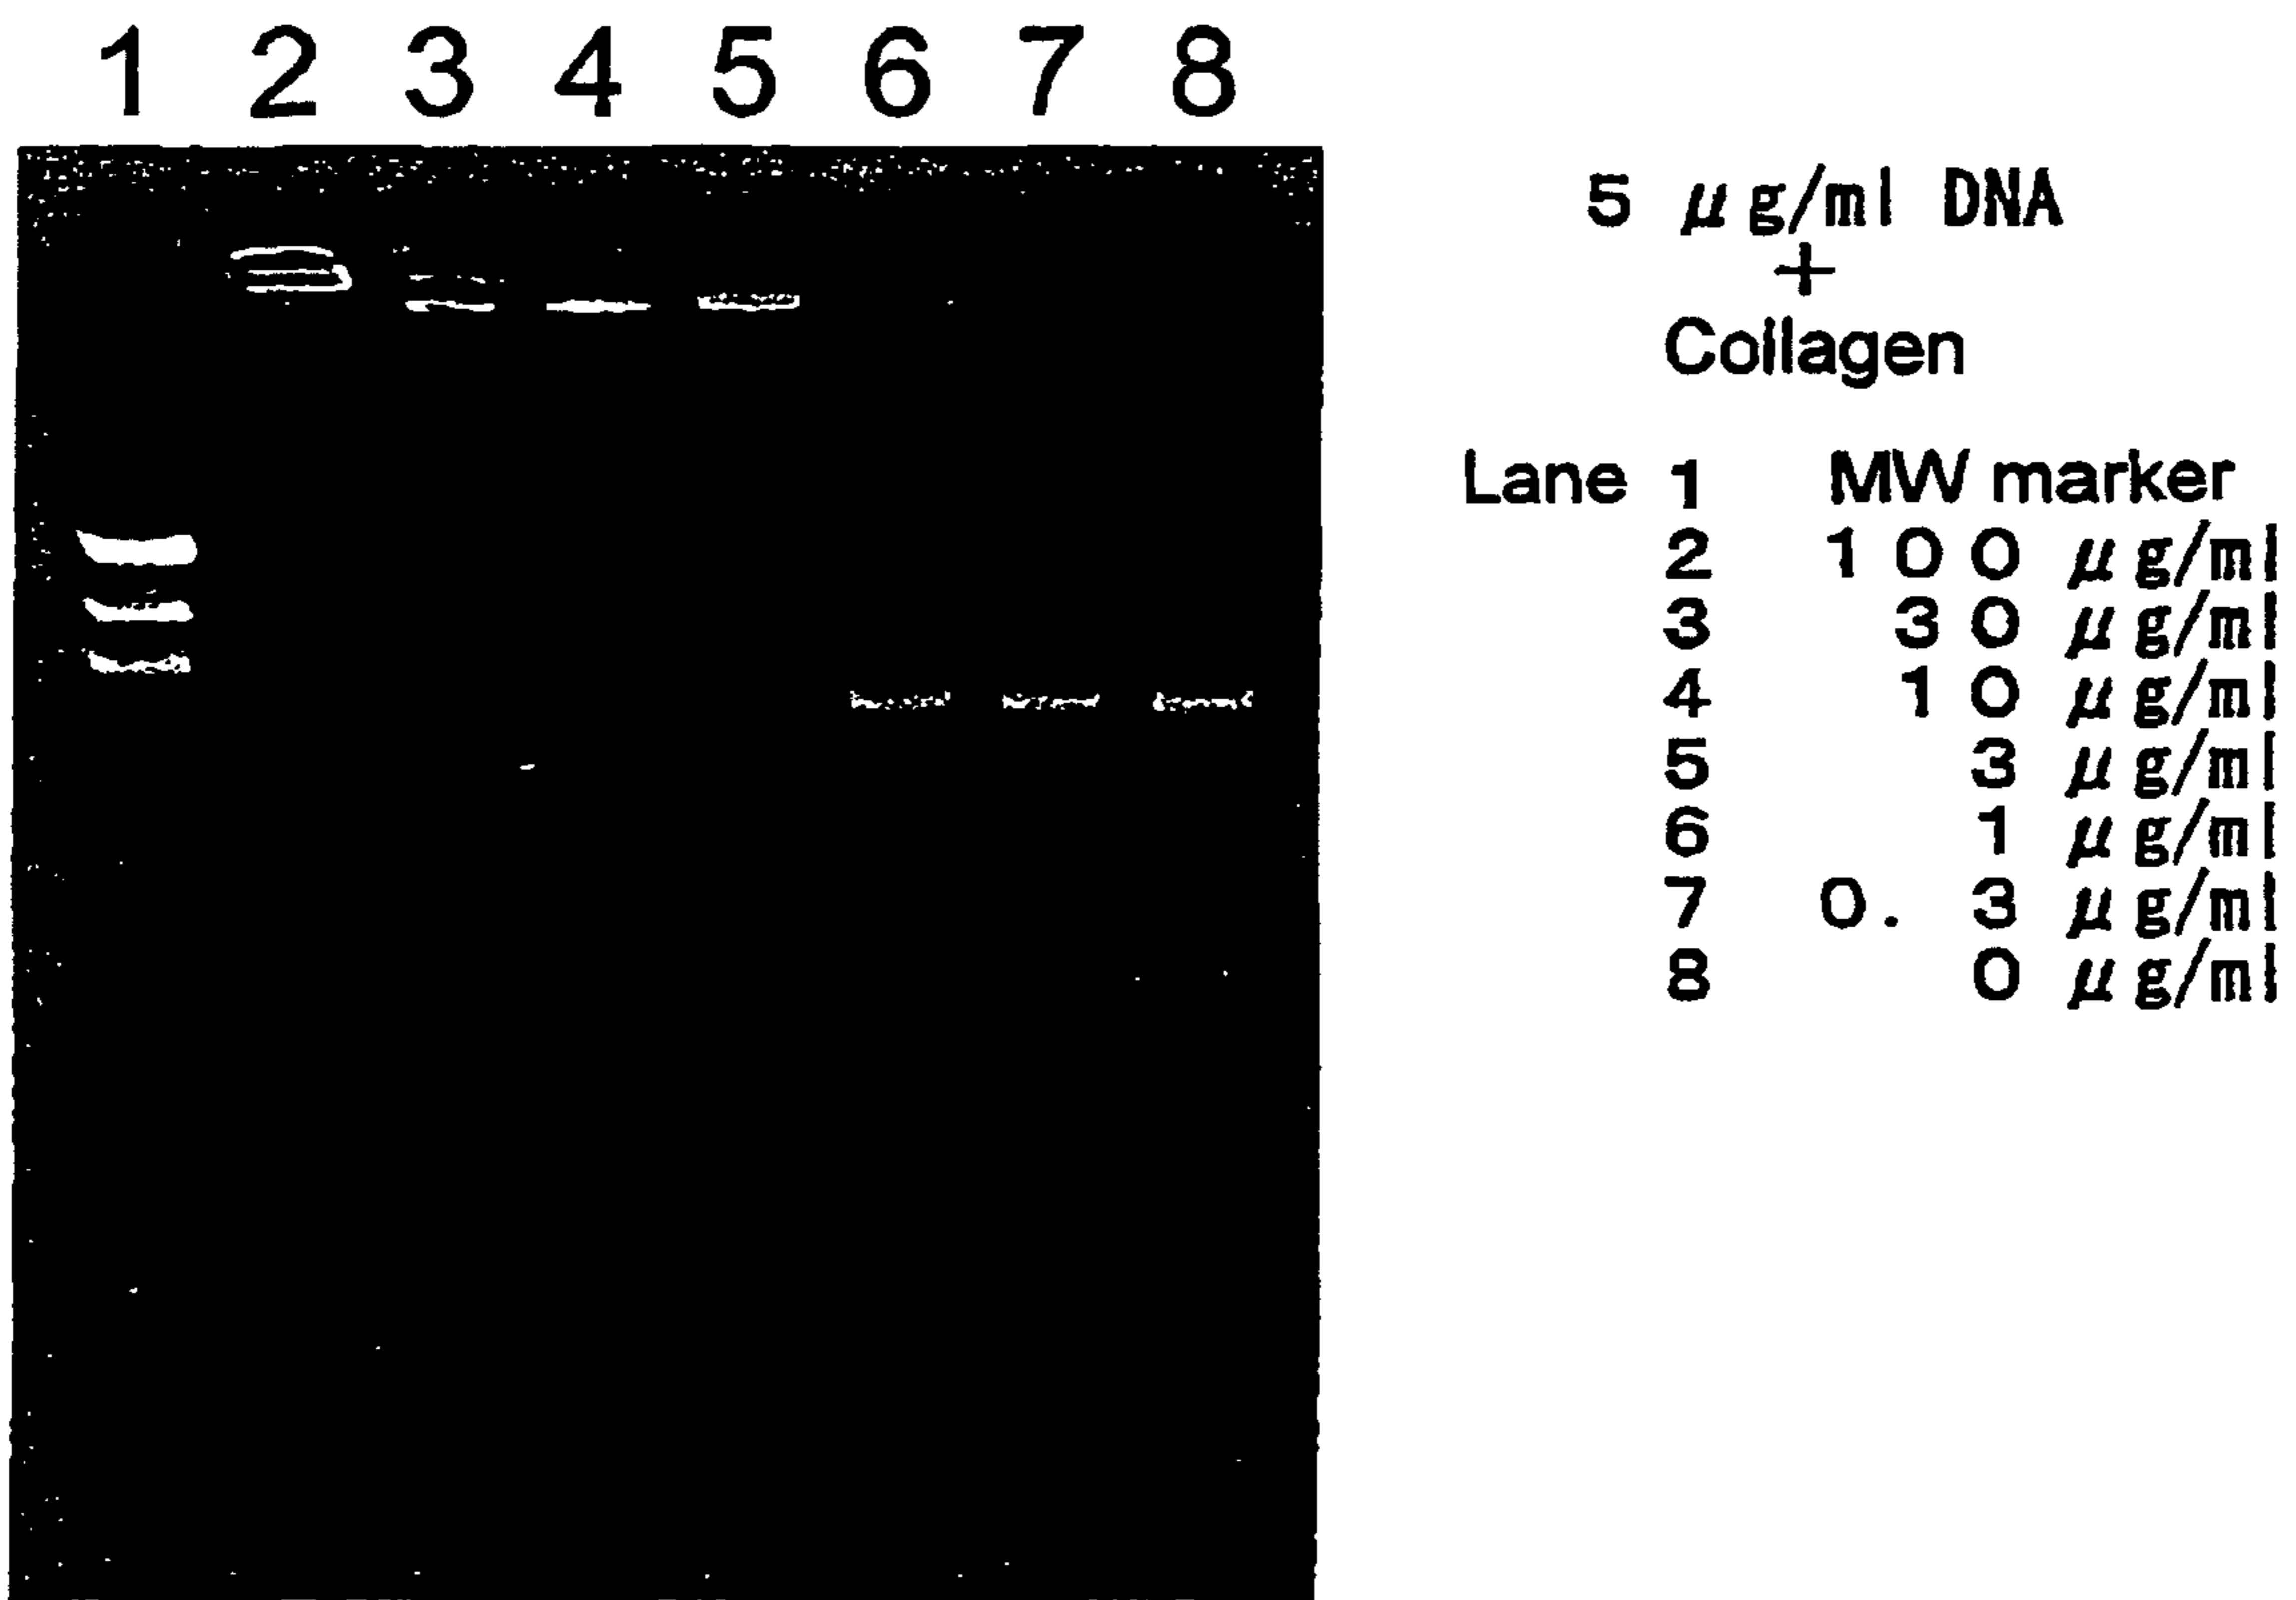 1 2 3 4 5 6 7 8
5 μg/ml DNA
+
Coilagen
Lane 1 MW marker
2 100 μg/ml
3 30 μg/ml
4 10 μg/ml
5 3 μg/ml
6 1 μg/ml
7 0.3 μg/ml
8 0 μg/ml